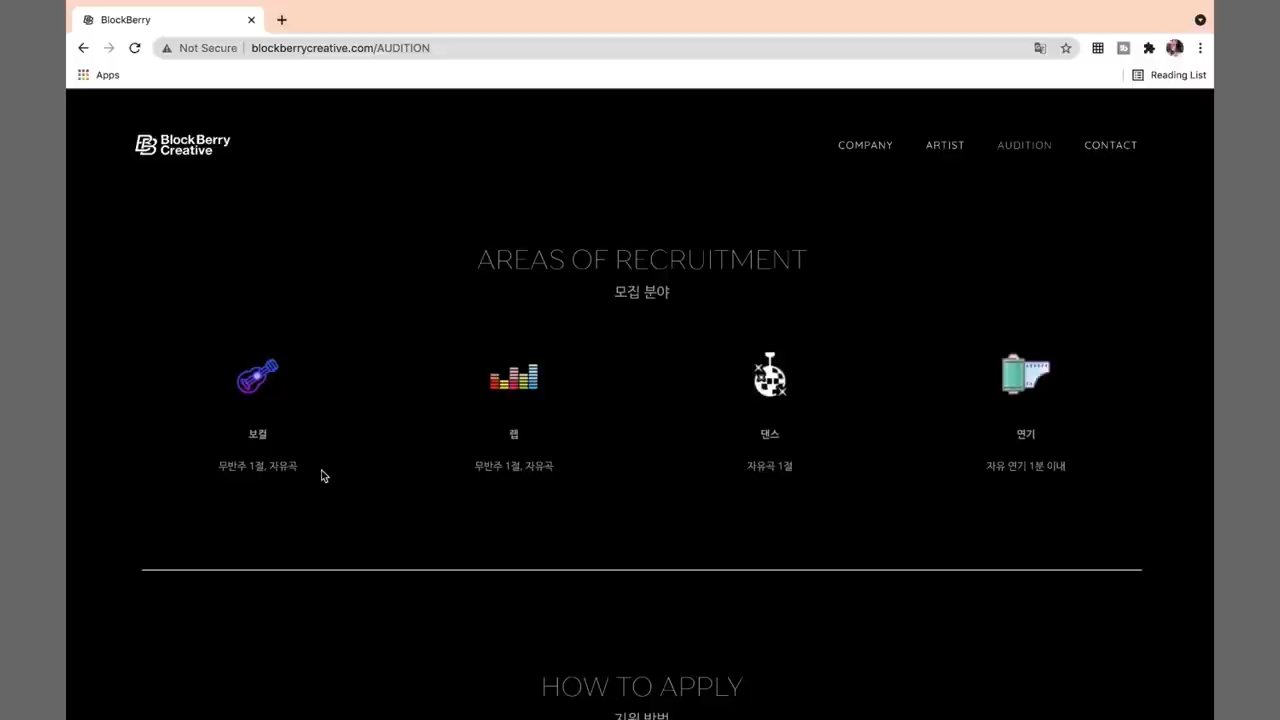 BlockBerry
Not Secure
blockberrycreative.com/AUDITION
Apps
Reading List
BlockBerry
Creative
COMPANY
ARTIST
AUDITION
CONTACT
AREAS OF RECRUITMENT
모집 분야
보컬
랩
댄스
연기
무반주 1절, 자유곡
무반주 1절, 자유곡
자유곡 1절
자유 연기 1분 이내
HOW TO APPLY
지원 방법